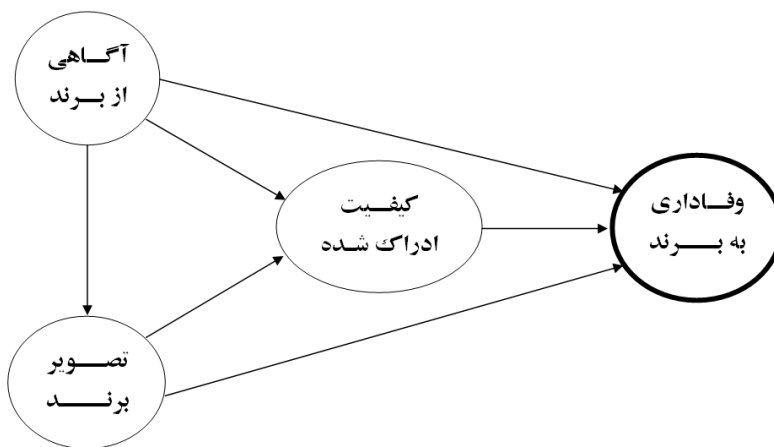 آگاهی
از برند
کیفیت
ادراک شده
وفاداری
به برند
تصویر
برند